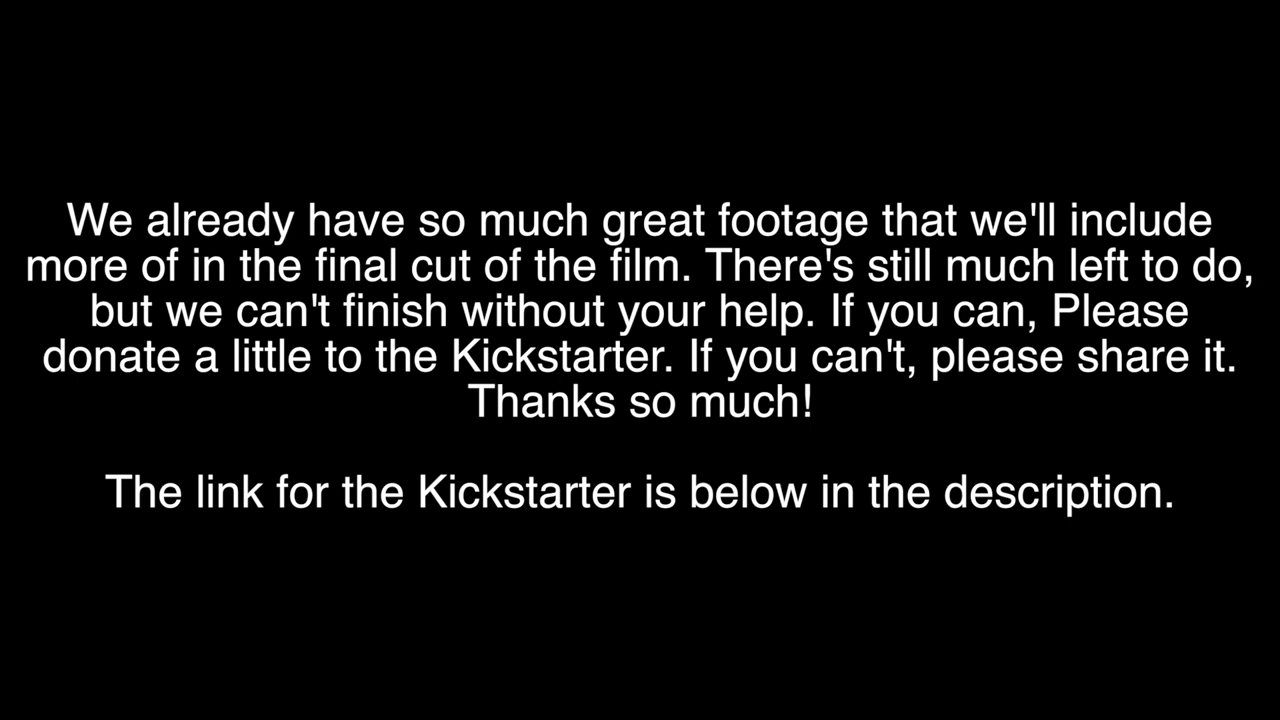 We already have so much great footage that we'll include
more of in the final cut of the film. There's still much left to do,
but we can't finish without your help. If you can, Please
donate a little to the Kickstarter. If you can't, please share it.
Thanks so much!
The link for the Kickstarter is below in the description.